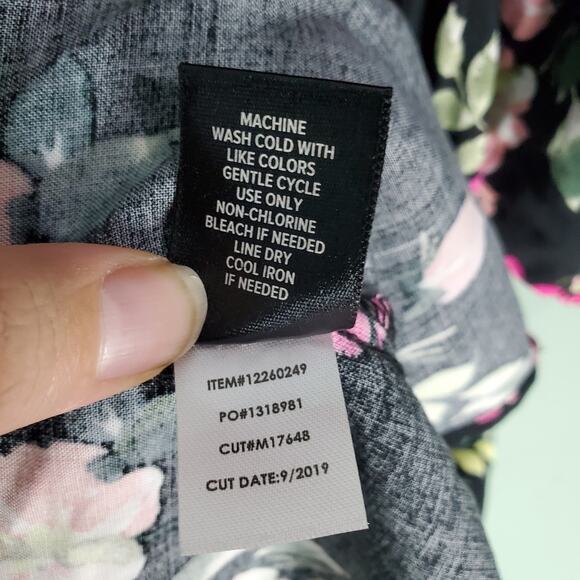 MACHINE
WASH COLD WITH
LIKE COLORS
GENTLE CYCLE
USE ONLY
NON-CHLORINE
BLEACH IF NEEDED
LINE DRY
COOL IRON
IF NEEDED
ITEM#12260249
PO#1318981
CUT#M17648
CUT DATE:9/2019